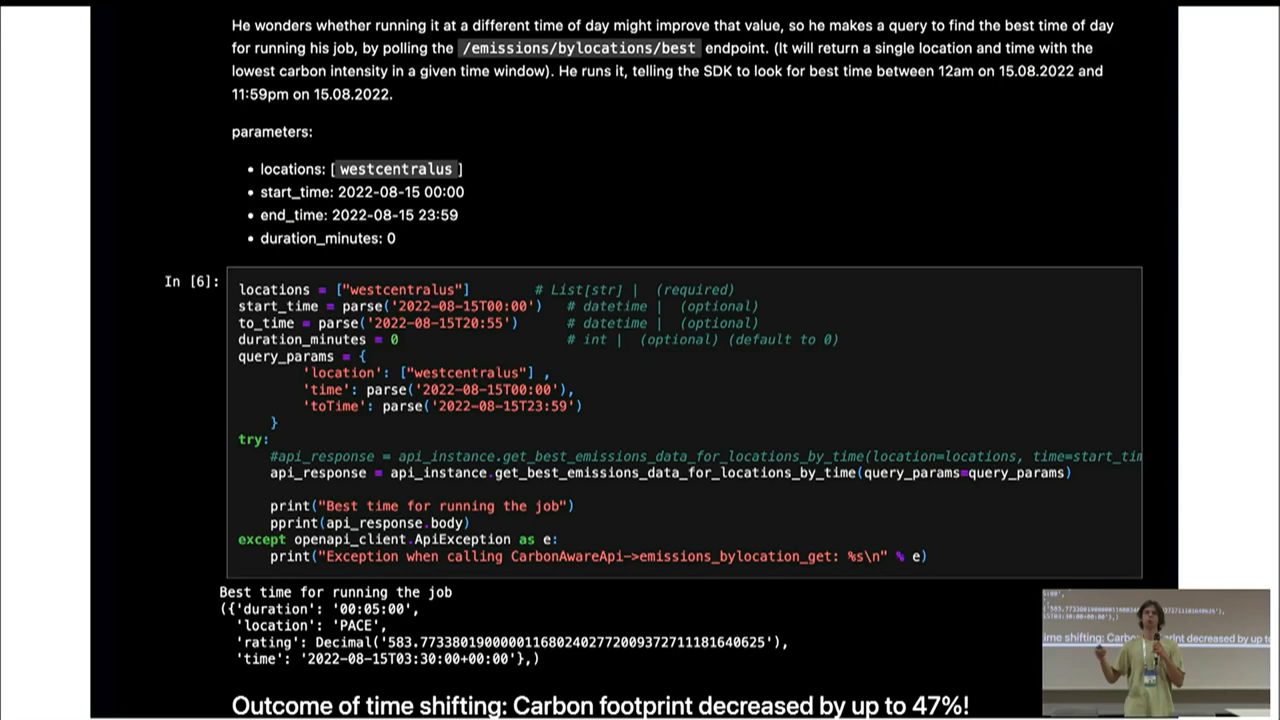 He wonders whether running it at a different time of day might improve that value, so he makes a query to find the best time of day
for running his job, by polling the /emissions/bylocations/best endpoint. (It will return a single location and time with the
lowest carbon intensity in a given time window). He runs it, telling the SDK to look for best time between 12am on 15.08.2022 and
11:59pm on 15.08.2022.
parameters:
• locations: [ westcentralus ]
• start_time: 2022-08-15 00:00
• end_time: 2022-08-15 23:59
• duration_minutes: 0
In [6]:
locations = ["westcentralus"] # List[str] | (required)
start_time = parse('2022-08-15T00:00') # datetime | (optional)
to_time = parse('2022-08-15T20:55') # datetime | (optional)
duration_minutes = 0 # int | (optional) (default to 0)
query_params = {
'location': ["westcentralus"] ,
'time': parse('2022-08-15T00:00'),
'toTime': parse('2022-08-15T23:59')
}
try:
#api_response = api_instance.get_best_emissions_data_for_locations_by_time(location=locations, time=start_tim
api_response = api_instance.get_best_emissions_data_for_locations_by_time(query_params=query_params)
print("Best time for running the job")
pprint(api_response.body)
except openapi_client.ApiException as e:
print("Exception when calling CarbonAwareApi->emissions_bylocation_get: %s\n" % e)
Best time for running the job
({'duration': '00:05:00',
'location': 'PACE',
'rating': Decimal('583.77338019000001168024027720093727111816406​25'),
'time': '2022-08-15T03:30:00+00:00'},)
Outcome of time shifting: Carbon footprint decreased by up to 47%!